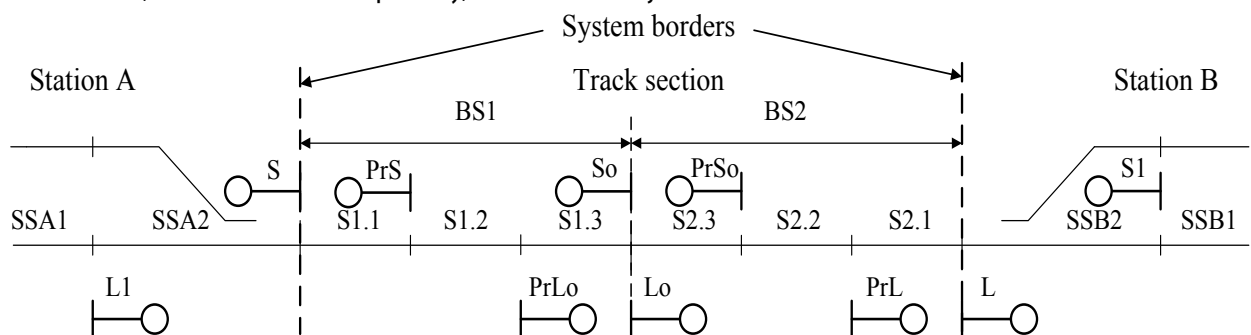 System borders
Station A Track section Station B
BS1 BS2
S PrS So PrSo S1
SSA1 SSA2 S1.1 S1.2 S1.3 S2.3 S2.2 S2.1 SSB2 SSB1
L1 PrLo Lo PrL L